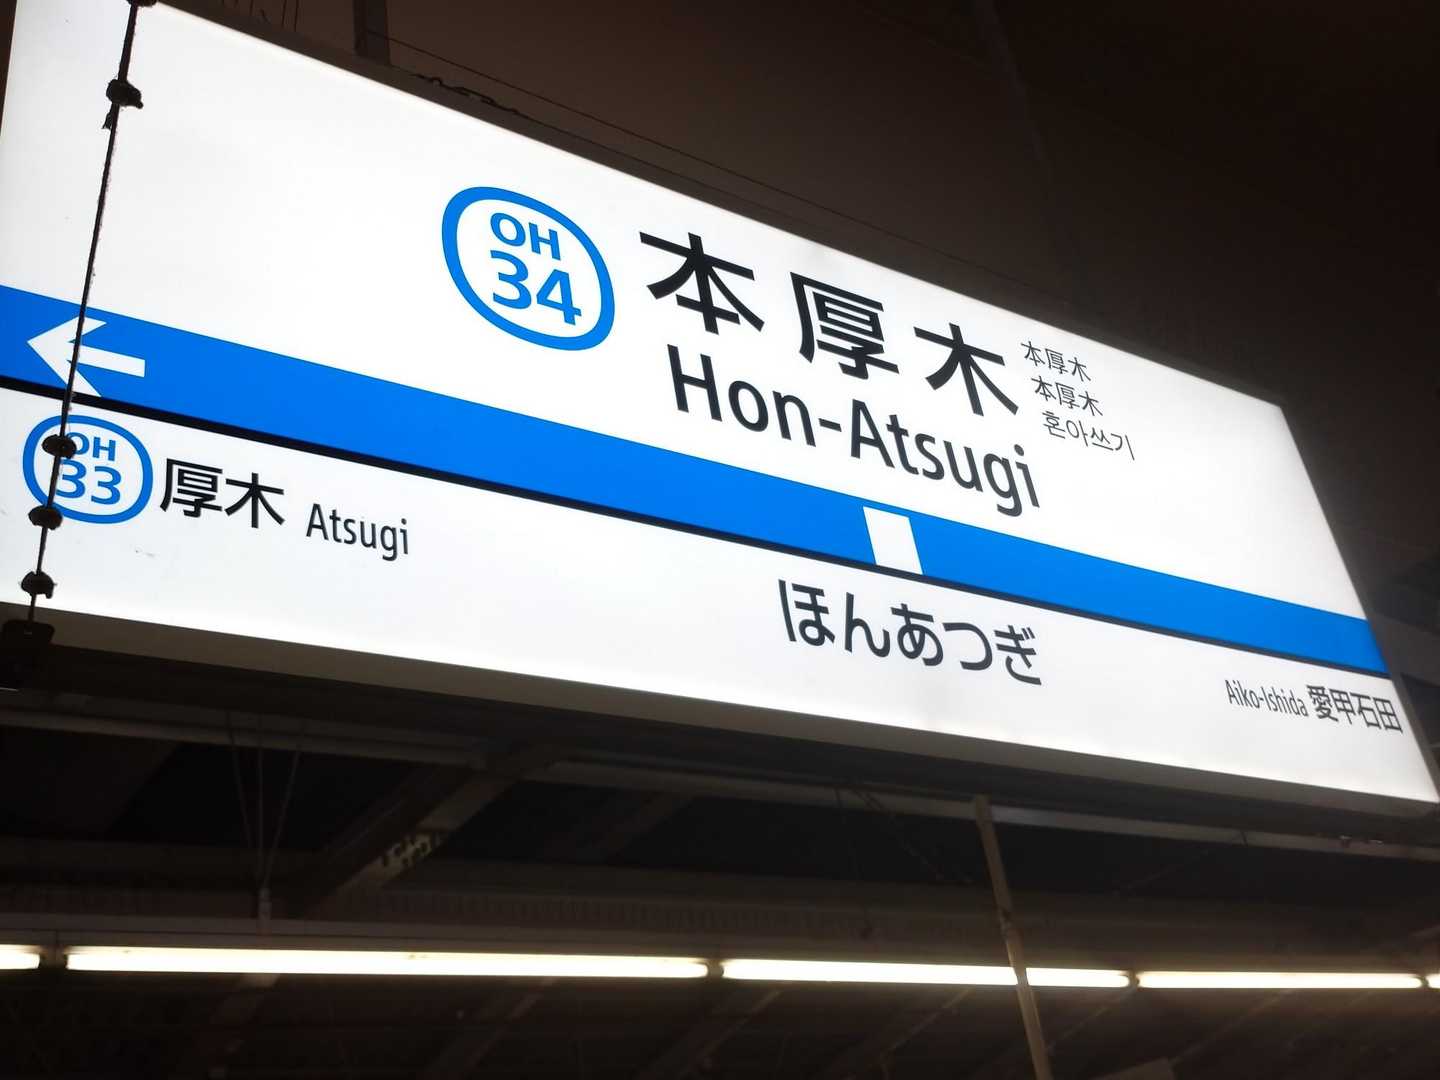 OH
34
本厚木
Hon-Atsugi
本厚木
本厚木
혼아쓰기
OH
33
厚木 Atsugi
ほんあつぎ
Aiko-Ishida 愛甲石田